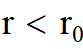 r < r₀